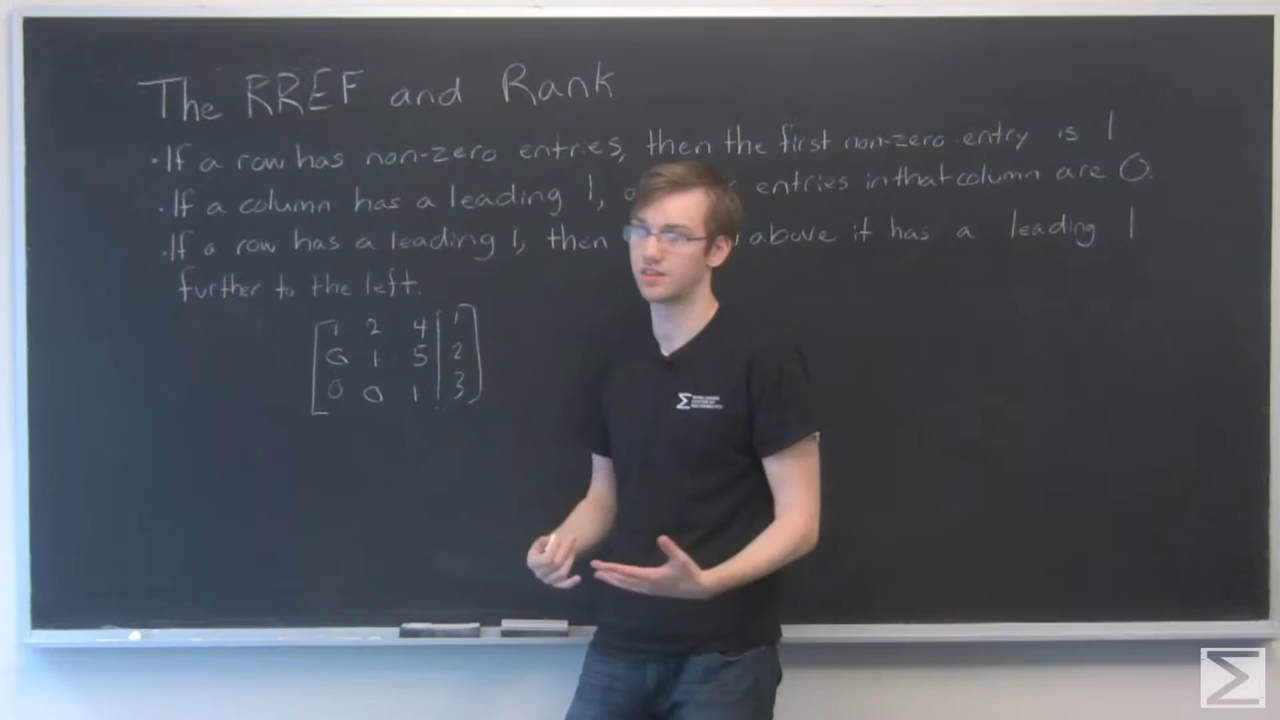 The RREF and Rank
· If a row has non-zero entries, then the first non-zero entry is 1
· If a column has a leading 1, entries in that column are 0.
· If a row has a leading 1, then above it has a leading 1
further to the left.
1 2 4 | 1
0 1 5 | 2
0 0 1 | 3
Σ
Σ